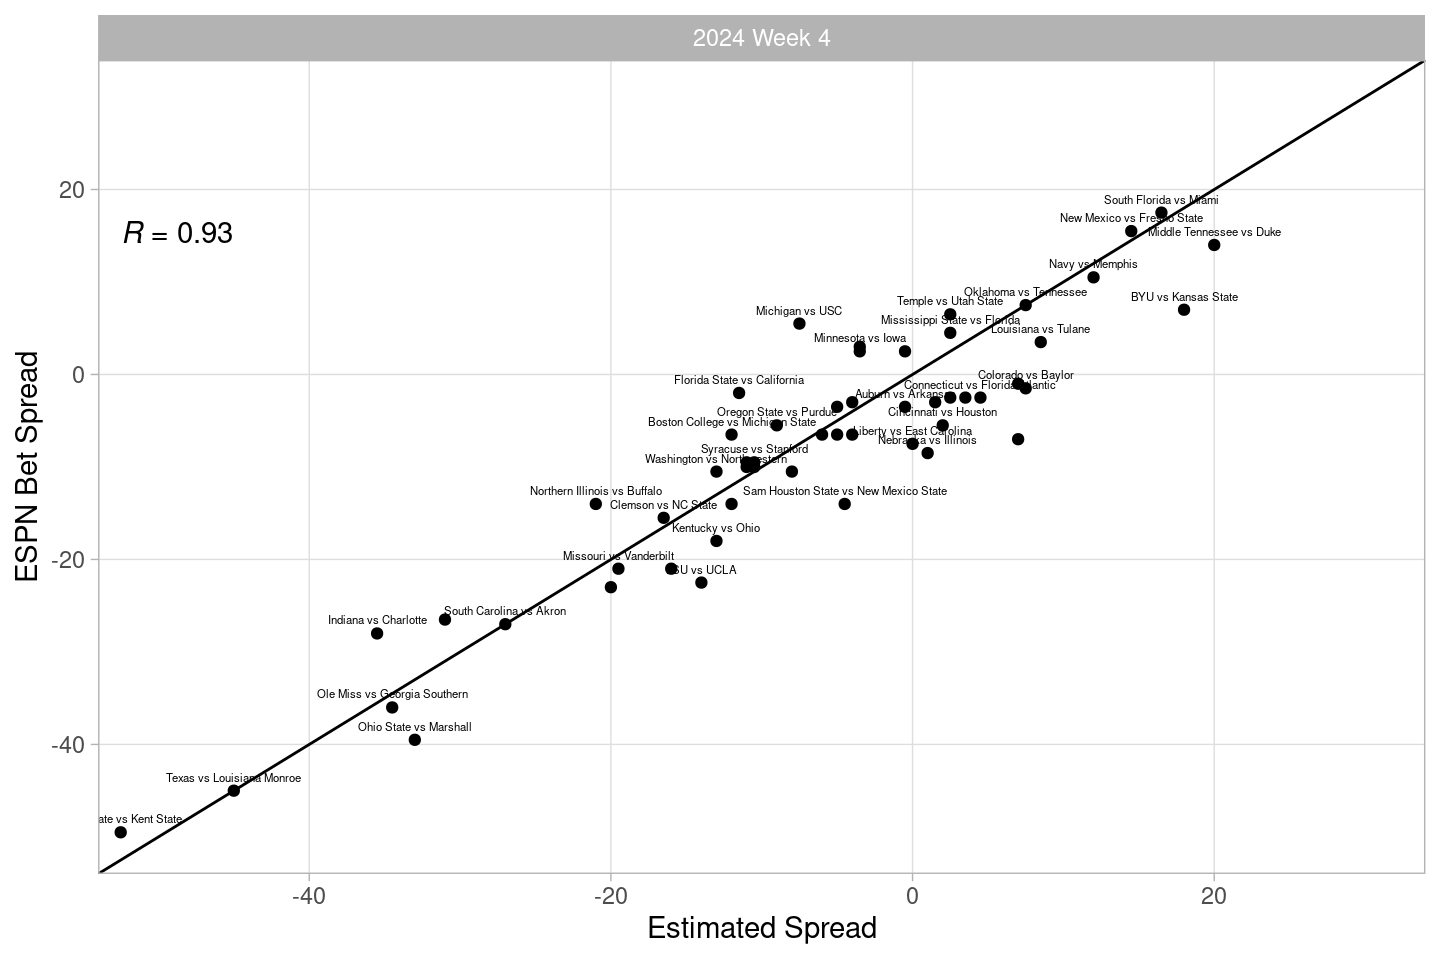 2024 Week 4
ESPN Bet Spread
20
0
-20
-40
R = 0.93
South Florida vs Miami
New Mexico vs Fresno State
Middle Tennessee vs Duke
Navy vs Memphis
Oklahoma vs Tennessee
BYU vs Kansas State
Temple vs Utah State
Michigan vs USC
Mississippi State vs Florida
Louisiana vs Tulane
Minnesota vs Iowa
Colorado vs Baylor
Florida State vs California
Connecticut vs Florida Atlantic
Auburn vs Arkansas
Oregon State vs Purdue
Cincinnati vs Houston
Boston College vs Michigan State
Liberty vs East Carolina
Nebraska vs Illinois
Syracuse vs Stanford
Washington vs Northwestern
Northern Illinois vs Buffalo
Sam Houston State vs New Mexico State
Clemson vs NC State
Kentucky vs Ohio
Missouri vs Vanderbilt
SU vs UCLA
South Carolina vs Akron
Indiana vs Charlotte
Ole Miss vs Georgia Southern
Ohio State vs Marshall
Texas vs Louisiana Monroe
ate vs Kent State
-40
-20
0
20
Estimated Spread